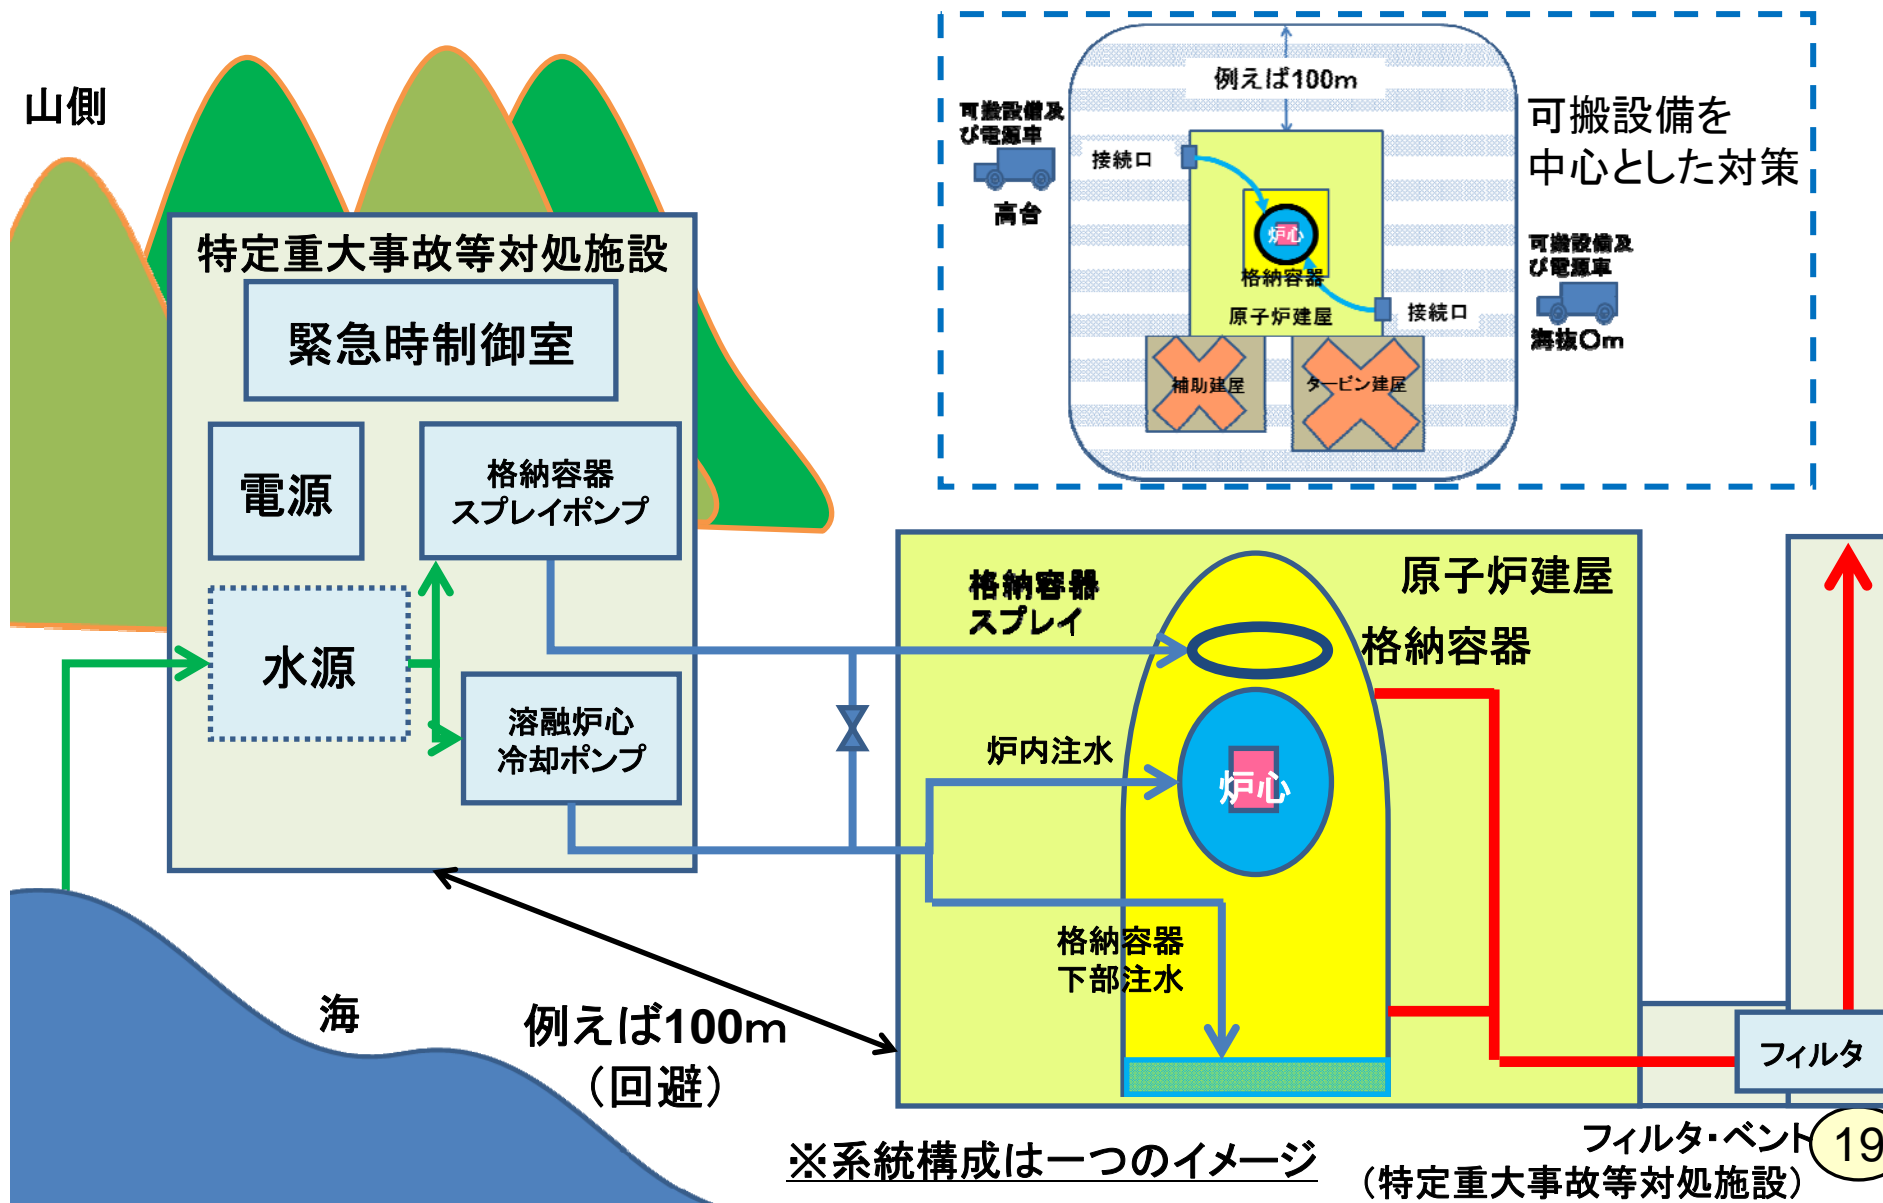 山側
特定重大事故等対処施設
緊急時制御室
電源
格納容器
スプレイポンプ
水源
溶融炉心
冷却ポンプ
海
例えば100m
（回避）
例えば100m
可搬設備及
び電源車
高台
接続口
炉心
格納容器
原子炉建屋
接続口
補助建屋
タービン建屋
可搬設備を
中心とした対策
可搬設備及
び電源車
海抜〇m
原子炉建屋
格納容器
スプレイ
格納容器
炉内注水
炉心
格納容器
下部注水
フィルタ
フィルタ・ベント
（特定重大事故等対処施設）
※系統構成は一つのイメージ
19